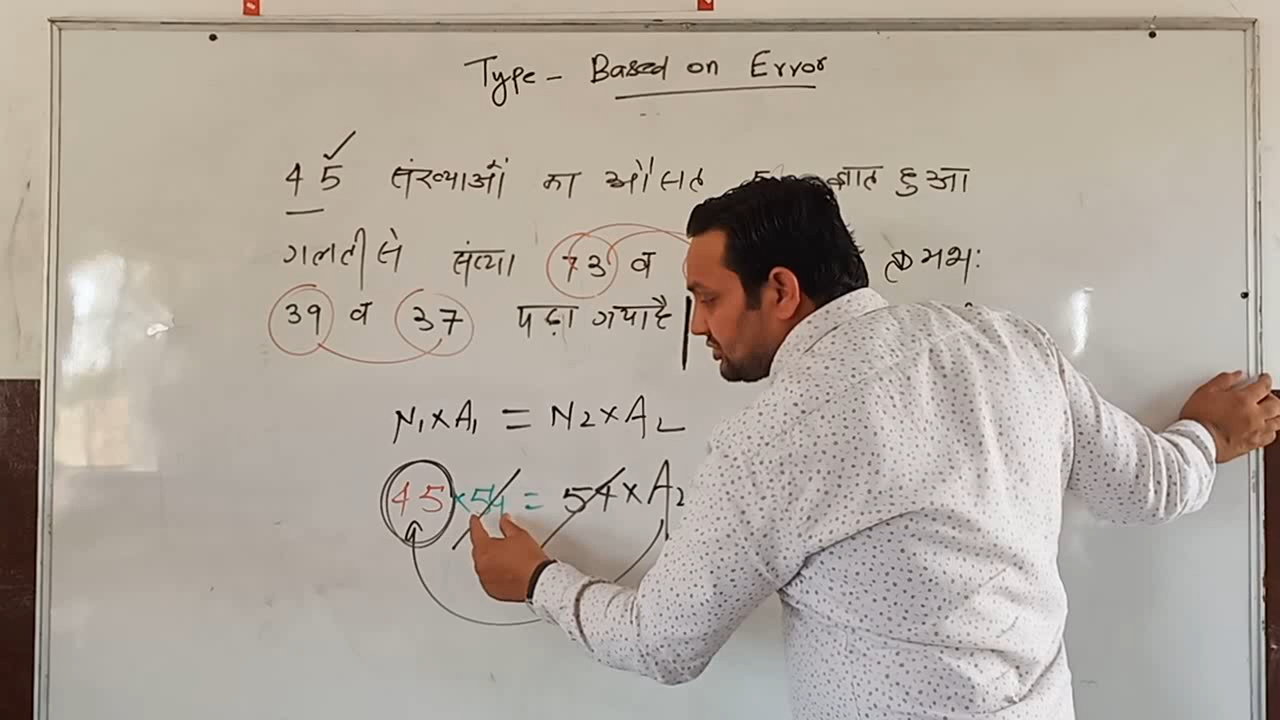 Type - Based on Error
45 संख्याओं का औसत ज्ञात हुआ
गलती से संख्या 73 व क्रमशः
39 व 37 पढ़ा गया है |
N₁×A₁ = N₂×A₂
45×54 = 54×A₂